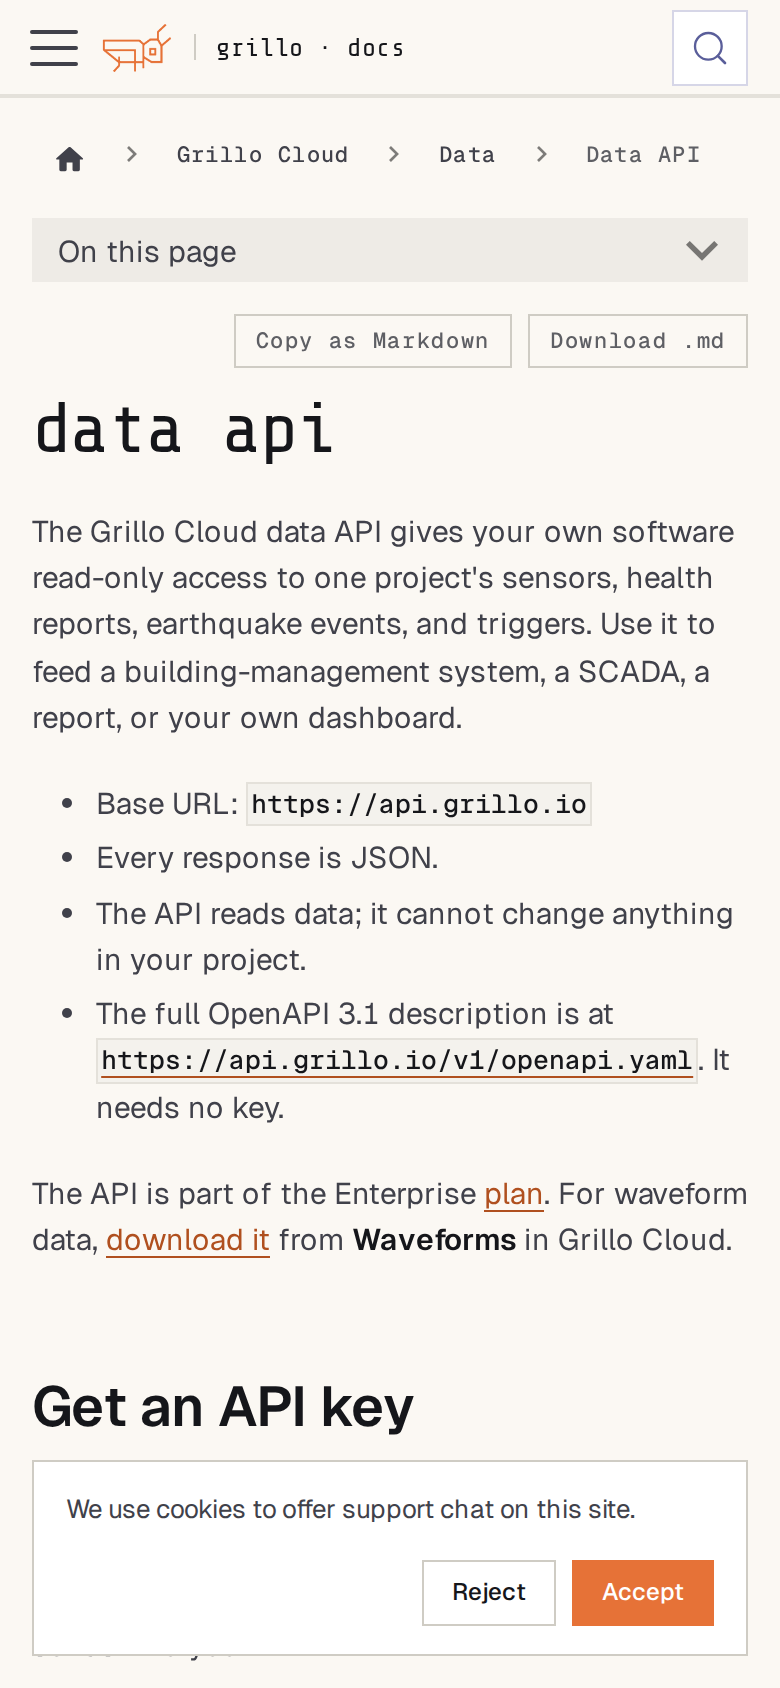 grillo · docs
Grillo Cloud
Data
Data API
On this page
Copy as Markdown
Download .md
data api
The Grillo Cloud data API gives your own software
read-only access to one project's sensors, health
reports, earthquake events, and triggers. Use it to
feed a building-management system, a SCADA, a
report, or your own dashboard.
Base URL: https://api.grillo.io
Every response is JSON.
The API reads data; it cannot change anything
in your project.
The full OpenAPI 3.1 description is at
https://api.grillo.io/v1/openapi.yaml. It
needs no key.
The API is part of the Enterprise plan. For waveform
data, download it from Waveforms in Grillo Cloud.
Get an API key
We use cookies to offer support chat on this site.
Reject
Accept